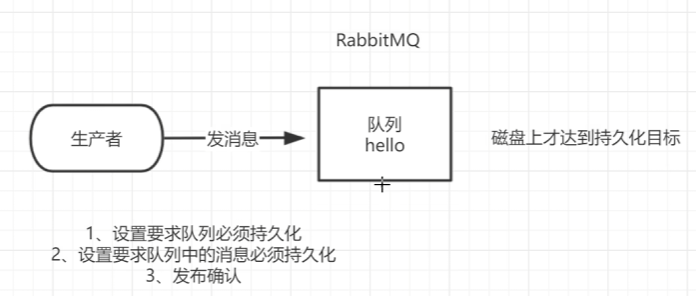 RabbitMQ
生产者
发消息
队列
hello
磁盘上才达到持久化目标
1、设置要求队列必须持久化
2、设置要求队列中的消息必须持久化
3、发布确认